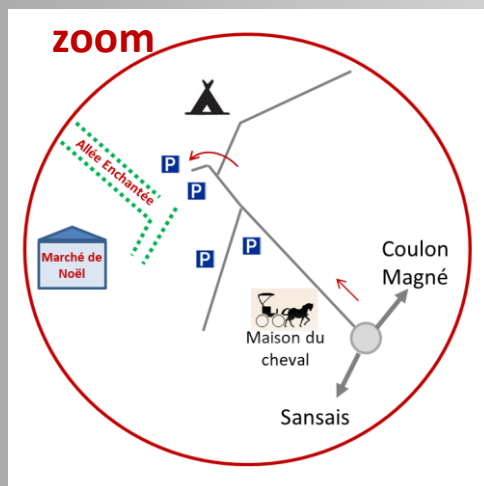 zoom
Allée Enchantée
P
P
P
P
Marché de
Noël
Coulon
Magné
Maison du
cheval
Sansais